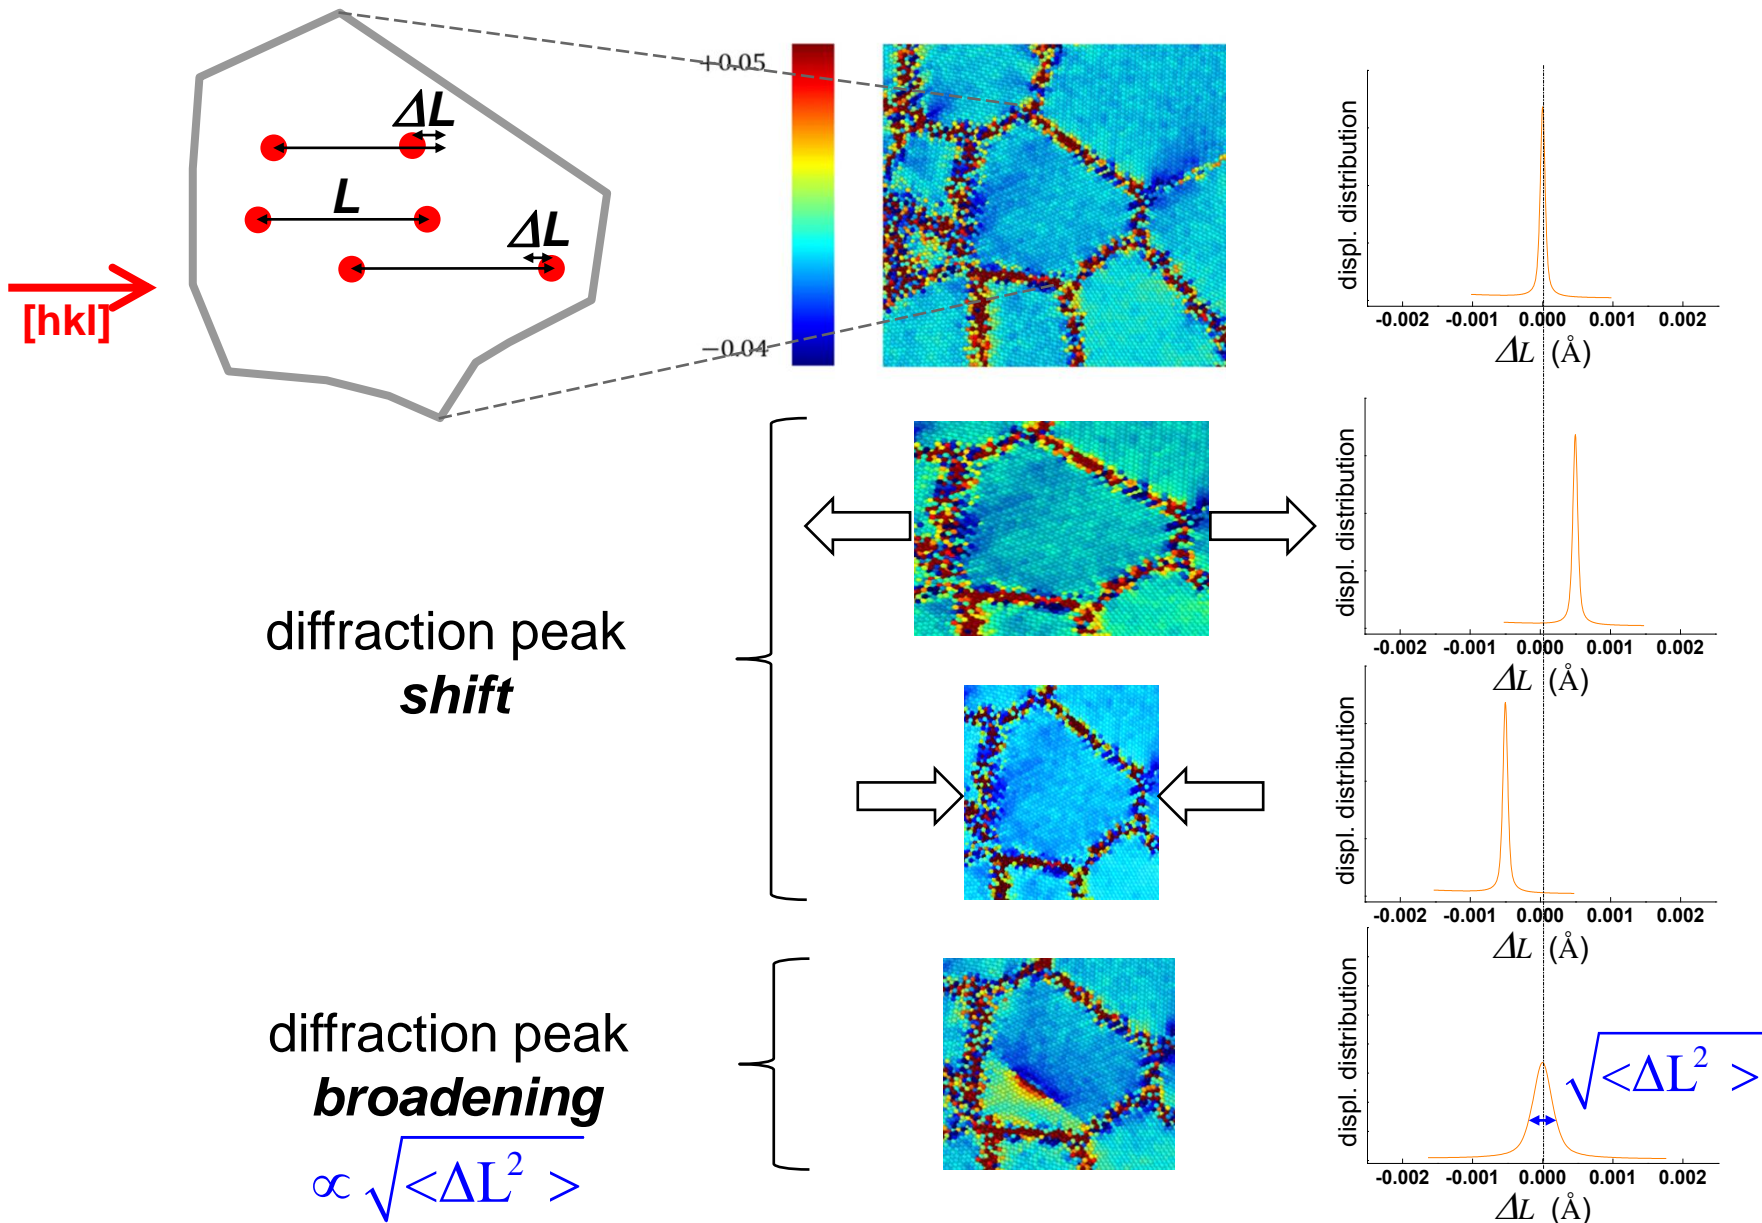 ΔL
L
ΔL
[hkl]
+0.05
−0.04
displ. distribution
-0.002 -0.001 0.000 0.001 0.002
ΔL (Å)
displ. distribution
-0.002 -0.001 0.000 0.001 0.002
ΔL (Å)
diffraction peak
shift
displ. distribution
-0.002 -0.001 0.000 0.001 0.002
ΔL (Å)
diffraction peak
broadening
∝ √<ΔL² >
displ. distribution
√<ΔL² >
-0.002 -0.001 0.000 0.001 0.002
ΔL (Å)